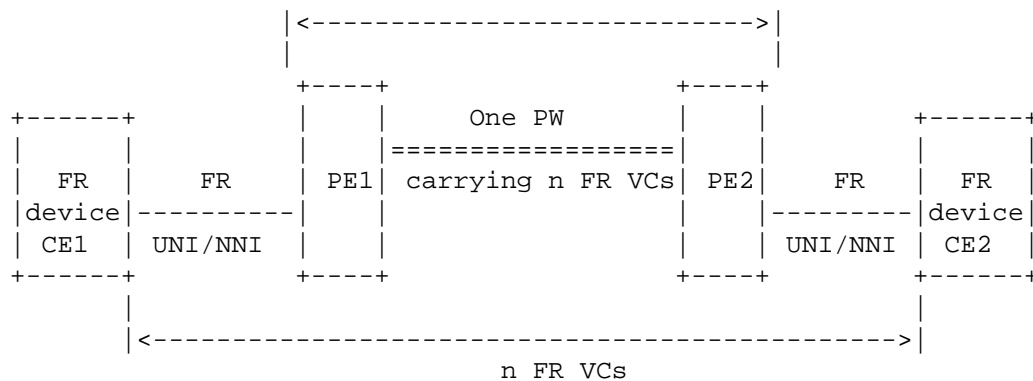 One PW
FR FR PE1 carrying n FR VCs PE2 FR FR
device device
CE1 UNI/NNI UNI/NNI CE2
n FR VCs